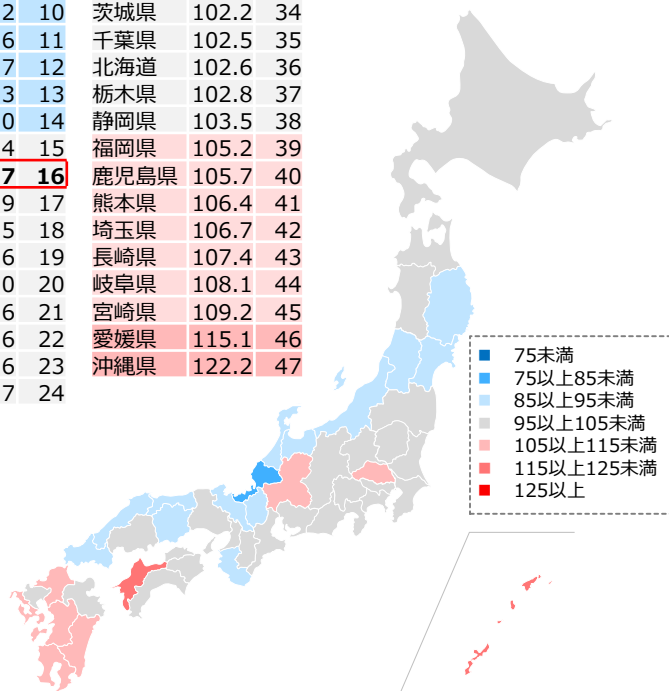 2 10 茨城県 102.2 34
6 11 千葉県 102.5 35
7 12 北海道 102.6 36
3 13 栃木県 102.8 37
0 14 静岡県 103.5 38
4 15 福岡県 105.2 39
7 16 鹿児島県 105.7 40
9 17 熊本県 106.4 41
5 18 埼玉県 106.7 42
6 19 長崎県 107.4 43
0 20 岐阜県 108.1 44
6 21 宮崎県 109.2 45
6 22 愛媛県 115.1 46
6 23 沖縄県 122.2 47
7 24
75未満
75以上85未満
85以上95未満
95以上105未満
105以上115未満
115以上125未満
125以上